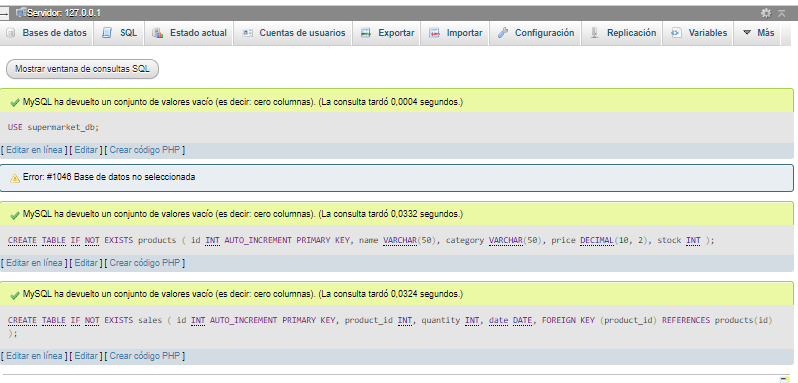 Servidor: 127.0.0.1
Bases de datos SQL Estado actual Cuentas de usuarios Exportar Importar Configuración Replicación Variables Más
Mostrar ventana de consultas SQL
MySQL ha devuelto un conjunto de valores vacío (es decir: cero columnas). (La consulta tardó 0,0004 segundos.)
USE supermarket_db;
[ Editar en línea ] [ Editar ] [ Crear código PHP ]
Error: #1046 Base de datos no seleccionada
MySQL ha devuelto un conjunto de valores vacío (es decir: cero columnas). (La consulta tardó 0,0332 segundos.)
CREATE TABLE IF NOT EXISTS products ( id INT AUTO_INCREMENT PRIMARY KEY, name VARCHAR(50), category VARCHAR(50), price DECIMAL(10, 2), stock INT );
[ Editar en línea ] [ Editar ] [ Crear código PHP ]
MySQL ha devuelto un conjunto de valores vacío (es decir: cero columnas). (La consulta tardó 0,0324 segundos.)
CREATE TABLE IF NOT EXISTS sales ( id INT AUTO_INCREMENT PRIMARY KEY, product_id INT, quantity INT, date DATE, FOREIGN KEY (product_id) REFERENCES products(id)
);
[ Editar en línea ] [ Editar ] [ Crear código PHP ]